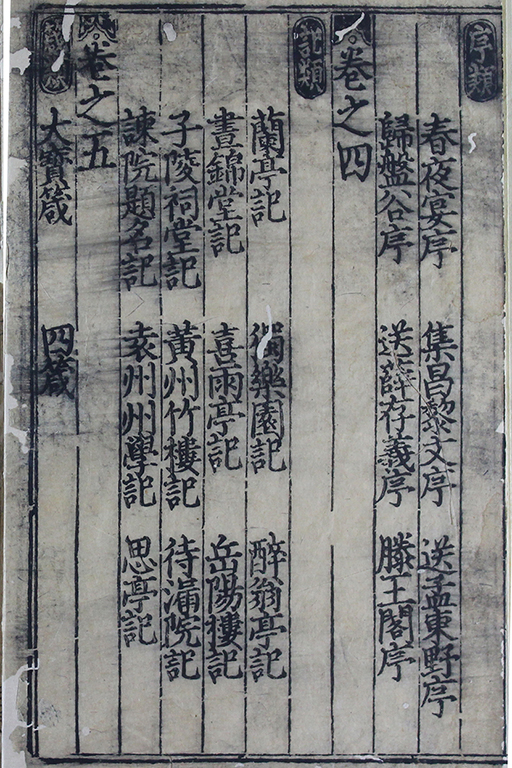 序類
春夜宴序 集昌黎文序 送孟東野序
歸盤谷序 送薛存義序 滕王閣序
卷之四
記類
蘭亭記 獨樂園記 醉翁亭記
晝錦堂記 喜雨亭記 岳陽樓記
子陵祠堂記 黃州竹樓記 待漏院記
諫院題名記 袁州州學記 思亭記
卷之五
大寶箴 四箴